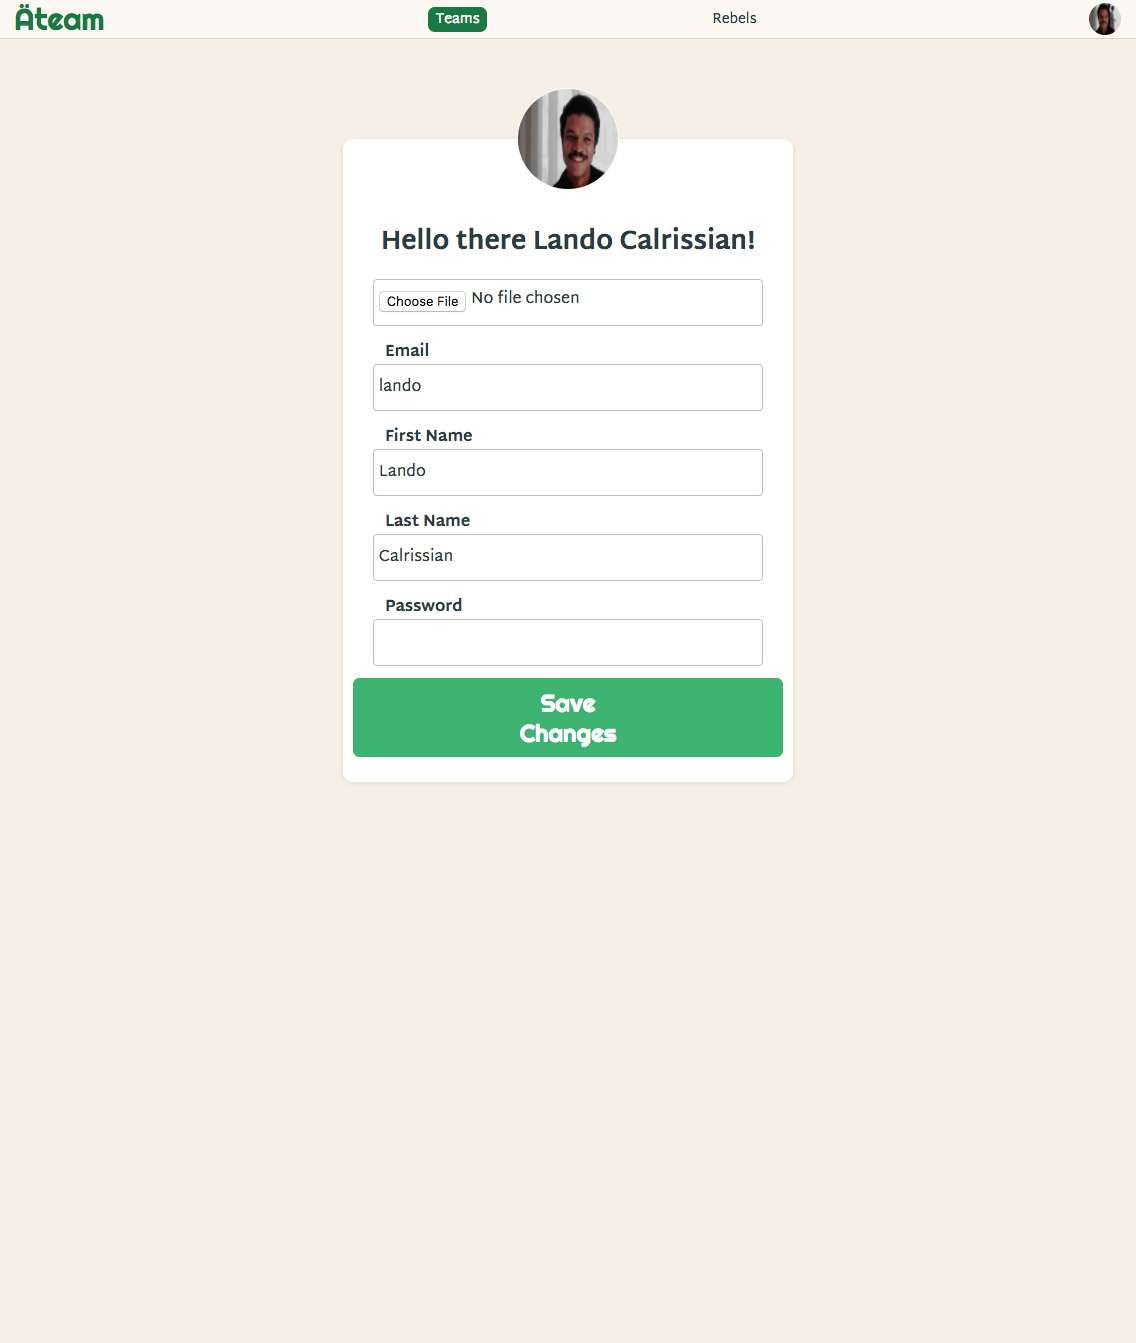 Äteam
Teams
Rebels
Hello there Lando Calrissian!
Choose File No file chosen
Email
lando
First Name
Lando
Last Name
Calrissian
Password
Save
Changes